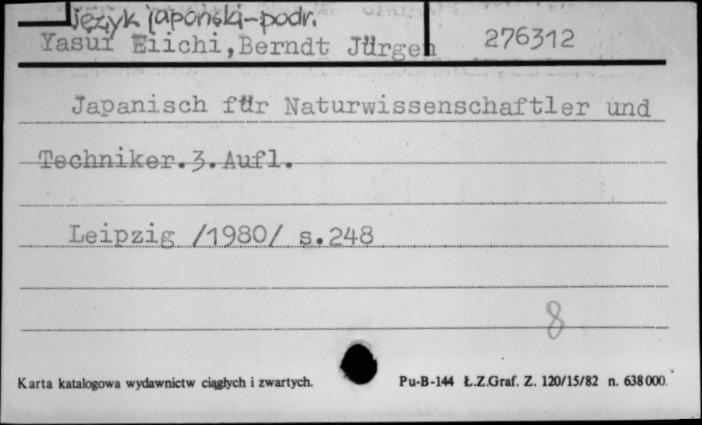 język japoński-podr.
Yasui Eiichi, Berndt Jürgen 276312
Japanisch für Naturwissenschaftler und
Techniker. 3. Aufl.
Leipzig /1980/ s.248
8
Karta katalogowa wydawnictw ciągłych i zwartych. Pu-B-144 Ł.Z.Graf. Z. 120/15/82 n. 638000.